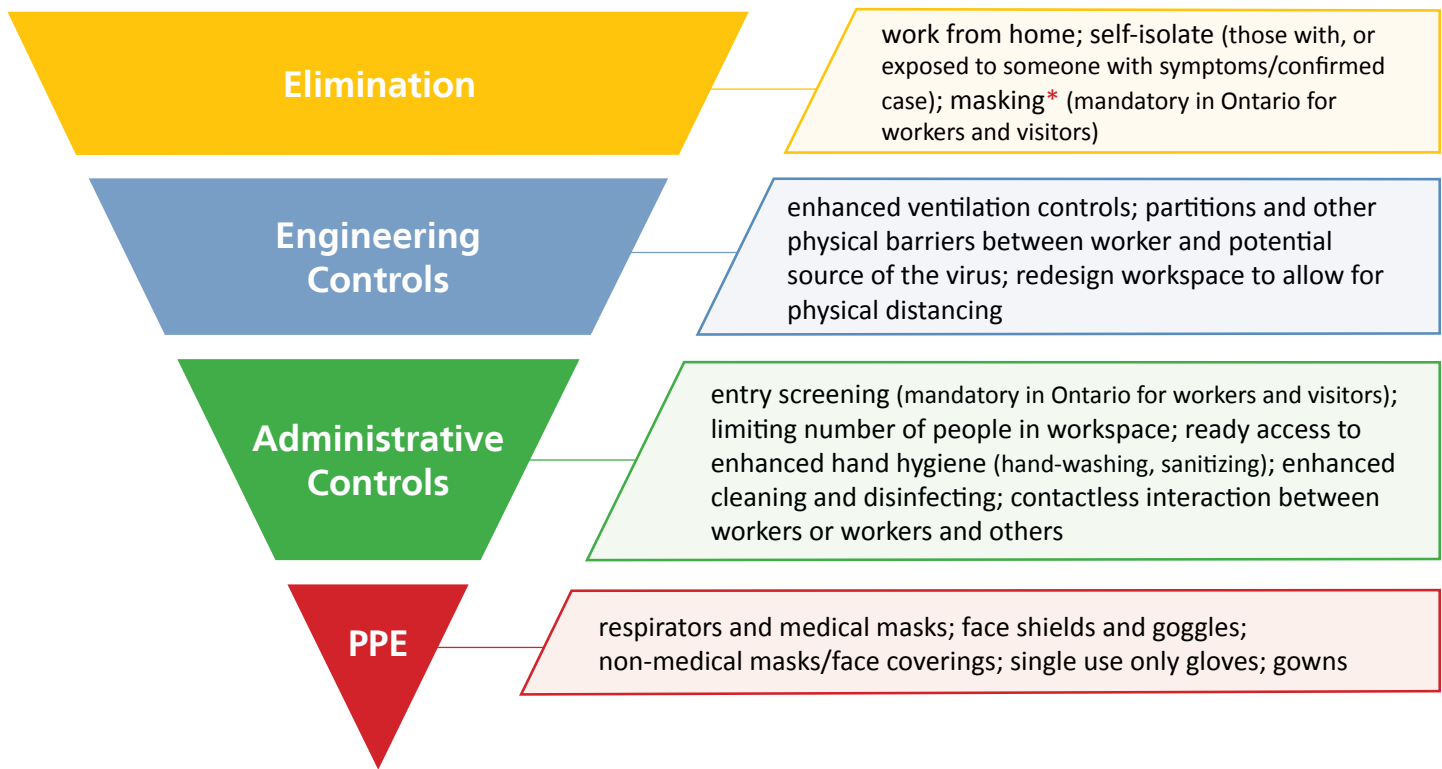 Elimination
work from home; self-isolate (those with, or
exposed to someone with symptoms/confirmed
case); masking* (mandatory in Ontario for
workers and visitors)
Engineering
Controls
enhanced ventilation controls; partitions and other
physical barriers between worker and potential
source of the virus; redesign workspace to allow for
physical distancing
Administrative
Controls
entry screening (mandatory in Ontario for workers and visitors);
limiting number of people in workspace; ready access to
enhanced hand hygiene (hand-washing, sanitizing); enhanced
cleaning and disinfecting; contactless interaction between
workers or workers and others
PPE
respirators and medical masks; face shields and goggles;
non-medical masks/face coverings; single use only gloves; gowns